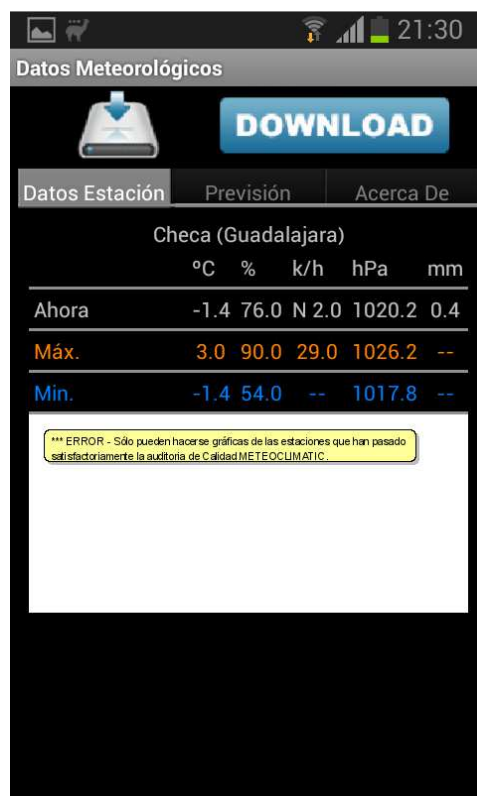 21:30
Datos Meteorológicos
DOWNLOAD
Datos Estación Previsión Acerca De
Checa (Guadalajara)
ºC % k/h hPa mm
Ahora -1.4 76.0 N 2.0 1020.2 0.4
Máx. 3.0 90.0 29.0 1026.2 --
Min. -1.4 54.0 -- 1017.8 --
*** ERROR - Sólo pueden hacerse gráficas de las estaciones que han pasado
satisfactoriamente la auditoria de Calidad METEOCLIMATIC.